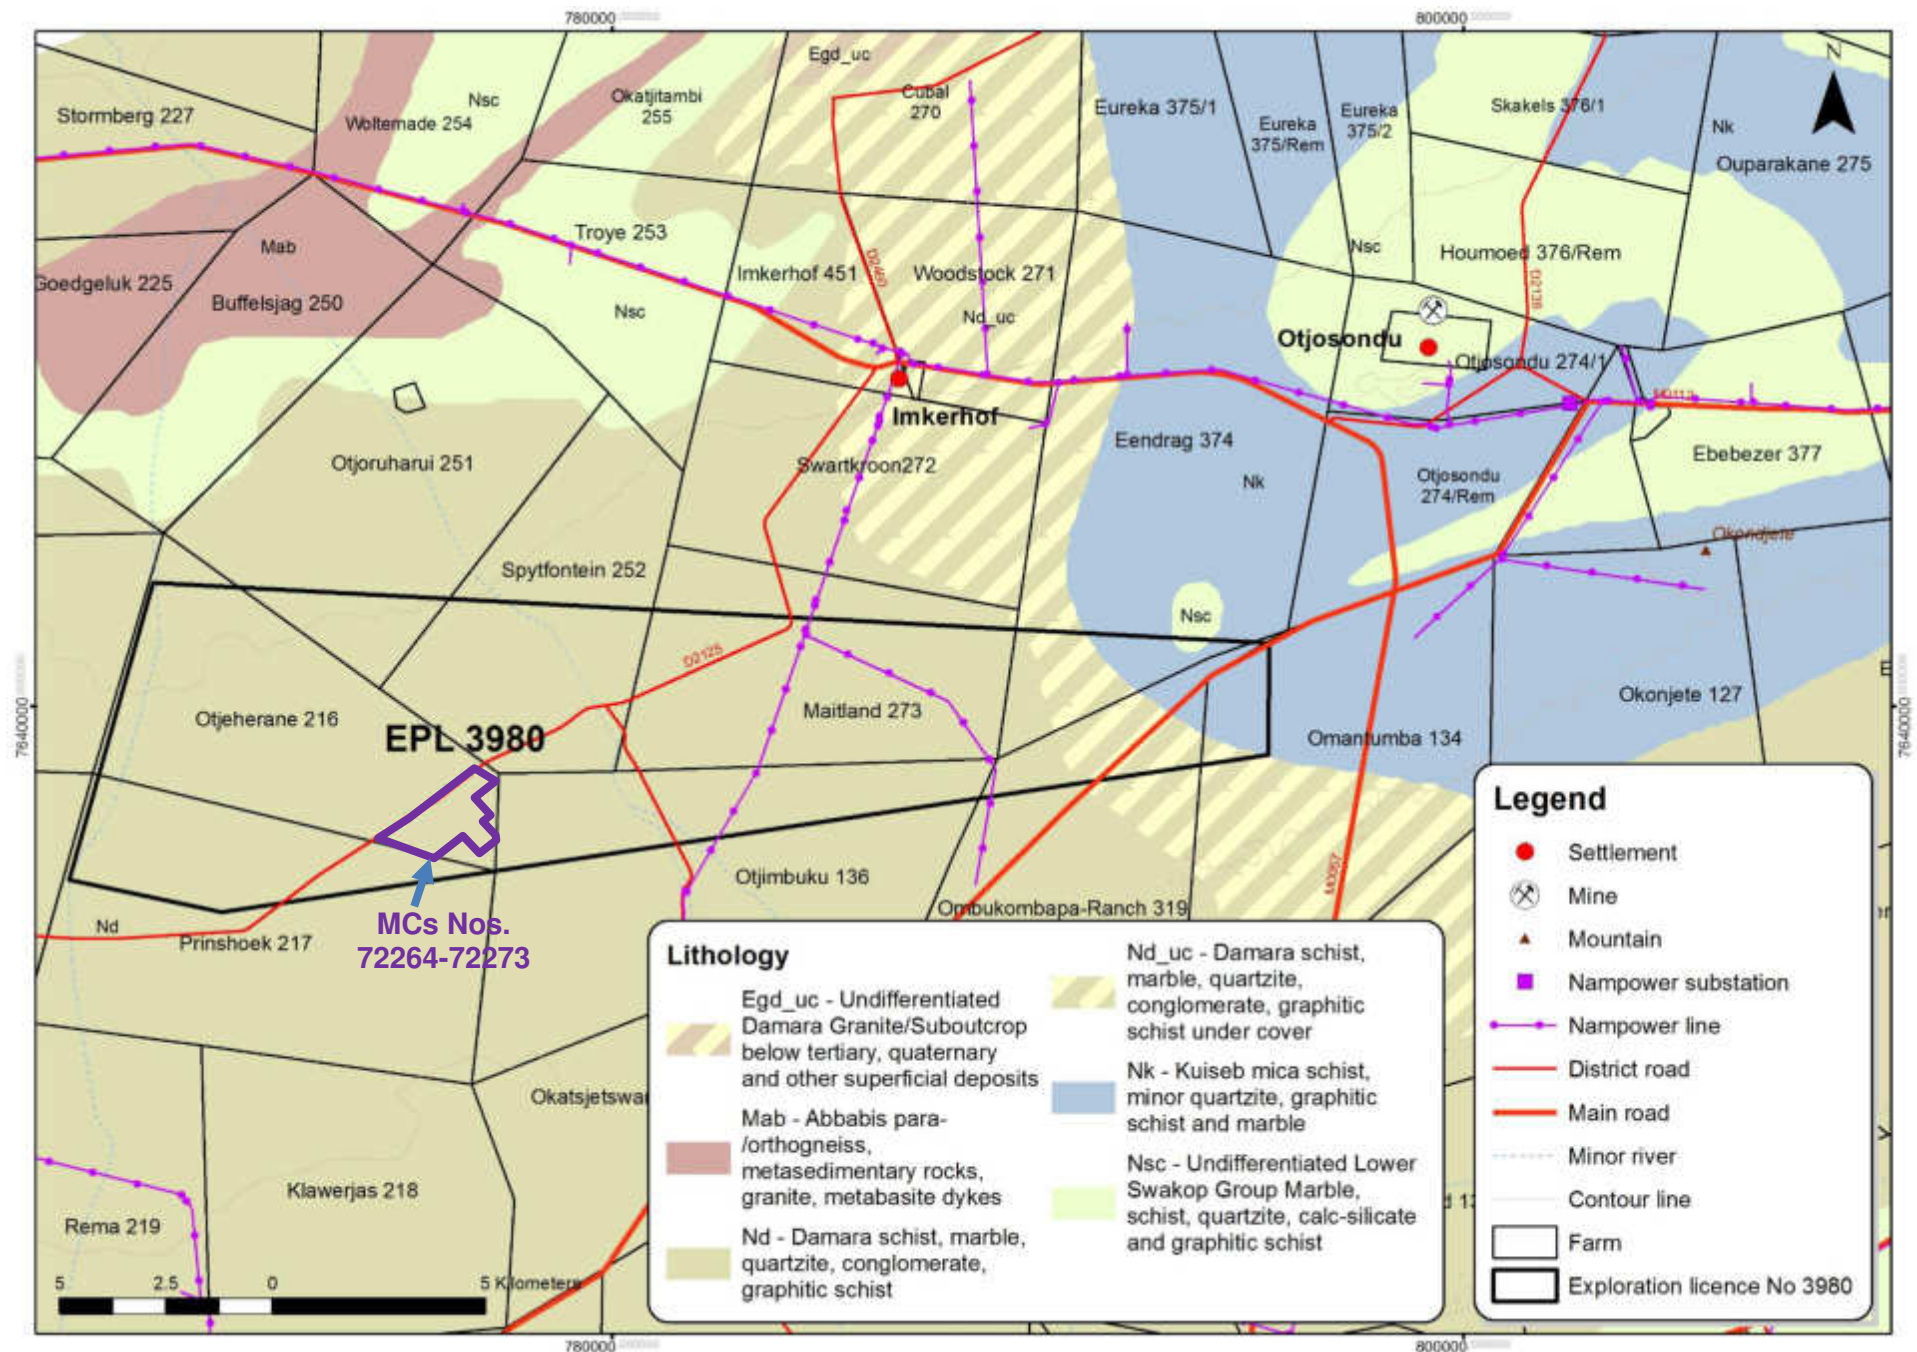 780000
800000
N
Egd_uc
Stormberg 227
Woltemade 254
Nsc
Okatjitambi
255
Cubal
270
Eureka 375/1
Eureka
375/Rem
Eureka
375/2
Skakels 376/1
Nk
Ouparakane 275
Goedgeluk 225
Mab
Buffelsjag 250
Troye 253
Nsc
Imkerhof 451
D2460
Woodstock 271
Nd_uc
Nsc
Houmoed 376/Rem
D2138
Otjosondu
Otjosondu 274/1
Imkerhof
Otjoruharui 251
Swartkroon272
Eendrag 374
Nk
Otjosondu
274/Rem
Ebebezer 377
Okondjete
Spytfontein 252
Nsc
D2125
7640000
7640000
Otjeherane 216
EPL 3980
Maitland 273
Omantumba 134
Okonjete 127
Otjimbuku 136
M0057
Ombukombapa-Ranch 319
Nd
Prinshoek 217
MCs Nos.
72264-72273
Okatsjetswa
Klawerjas 218
Rema 219
5 2.5 0 5 Kilometers
Lithology
Egd_uc - Undifferentiated
Damara Granite/Suboutcrop
below tertiary, quaternary
and other superficial deposits
Mab - Abbabis para-
/orthogneiss,
metasedimentary rocks,
granite, metabasite dykes
Nd - Damara schist, marble,
quartzite, conglomerate,
graphitic schist
Nd_uc - Damara schist,
marble, quartzite,
conglomerate, graphitic
schist under cover
Nk - Kuiseb mica schist,
minor quartzite, graphitic
schist and marble
Nsc - Undifferentiated Lower
Swakop Group Marble,
schist, quartzite, calc-silicate
and graphitic schist
Legend
Settlement
Mine
Mountain
Nampower substation
Nampower line
District road
Main road
Minor river
Contour line
Farm
Exploration licence No 3980
780000
800000